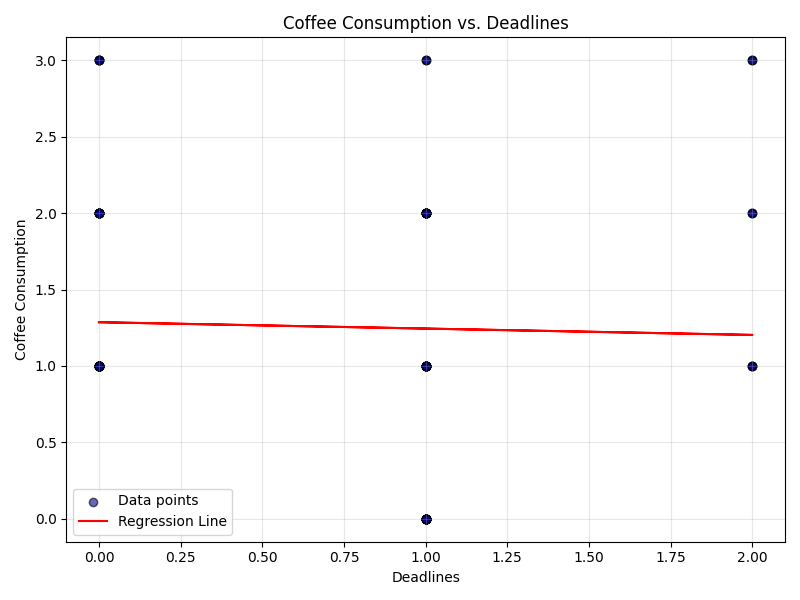 Coffee Consumption vs. Deadlines
3.0
2.5
2.0
1.5
1.0
0.5
0.0
Coffee Consumption
Data points
Regression Line
0.00 0.25 0.50 0.75 1.00 1.25 1.50 1.75 2.00
Deadlines